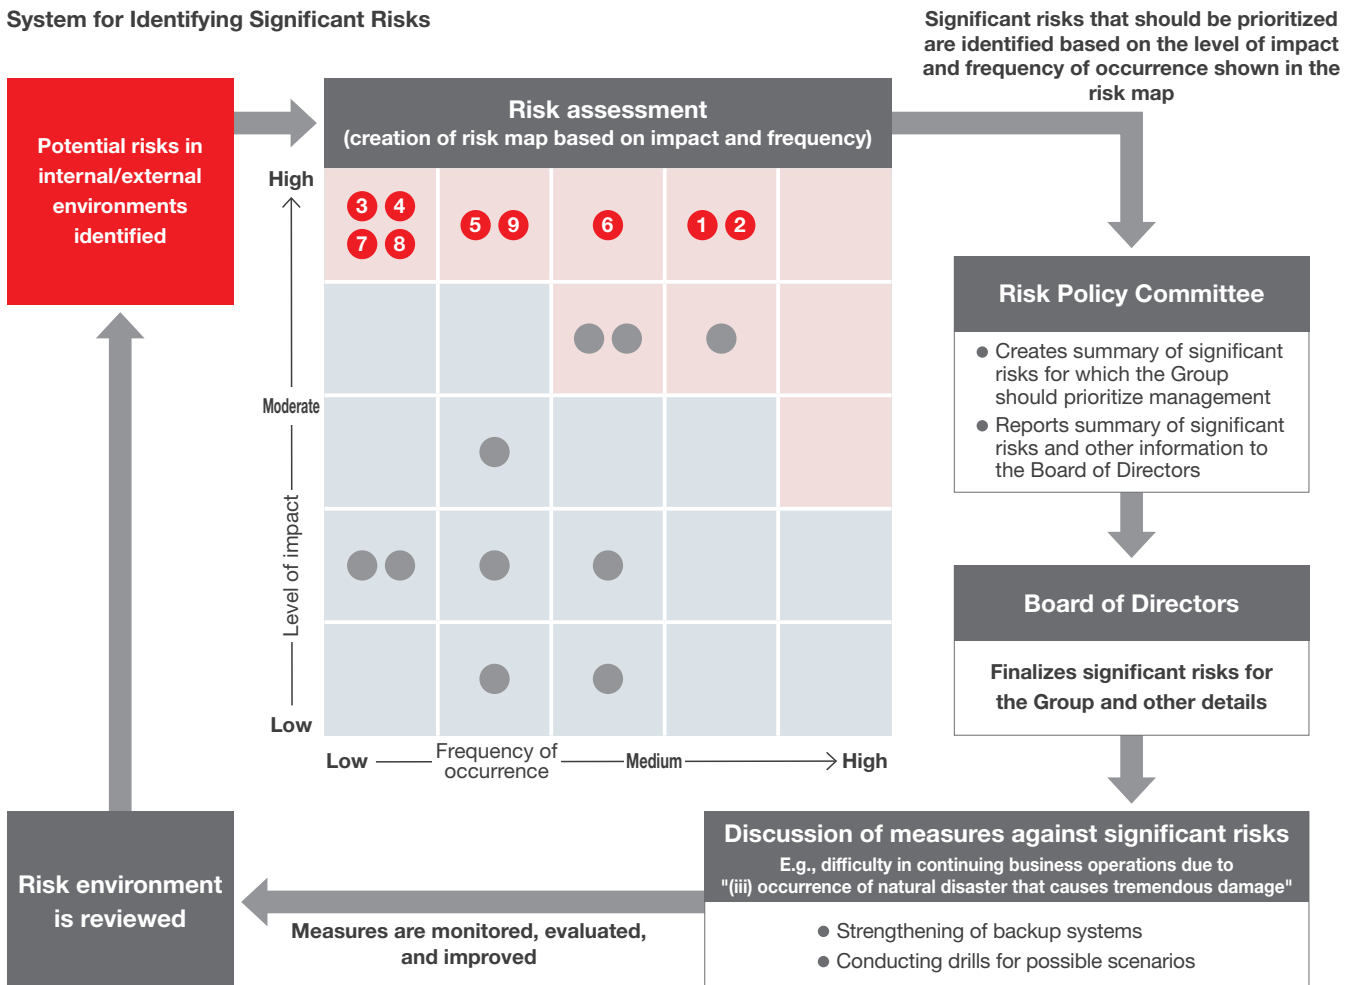 System for Identifying Significant Risks
Significant risks that should be prioritized
are identified based on the level of impact
and frequency of occurrence shown in the
risk map
Potential risks in
internal/external
environments
identified
Risk assessment
(creation of risk map based on impact and frequency)
High
Moderate
Level of impact
Low
3 4
7 8
5 9
6
1 2
Low
Frequency of
occurrence
Medium
High
Risk Policy Committee
● Creates summary of significant
risks for which the Group
should prioritize management
● Reports summary of significant
risks and other information to
the Board of Directors
Board of Directors
Finalizes significant risks for
the Group and other details
Discussion of measures against significant risks
E.g., difficulty in continuing business operations due to
"(iii) occurrence of natural disaster that causes tremendous damage"
● Strengthening of backup systems
● Conducting drills for possible scenarios
Measures are monitored, evaluated,
and improved
Risk environment
is reviewed